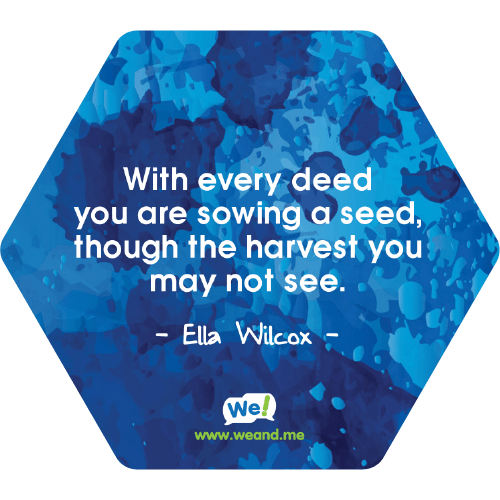 With every deed
you are sowing a seed,
though the harvest you
may not see.
- Ella Wilcox -
We!
www.weand.me